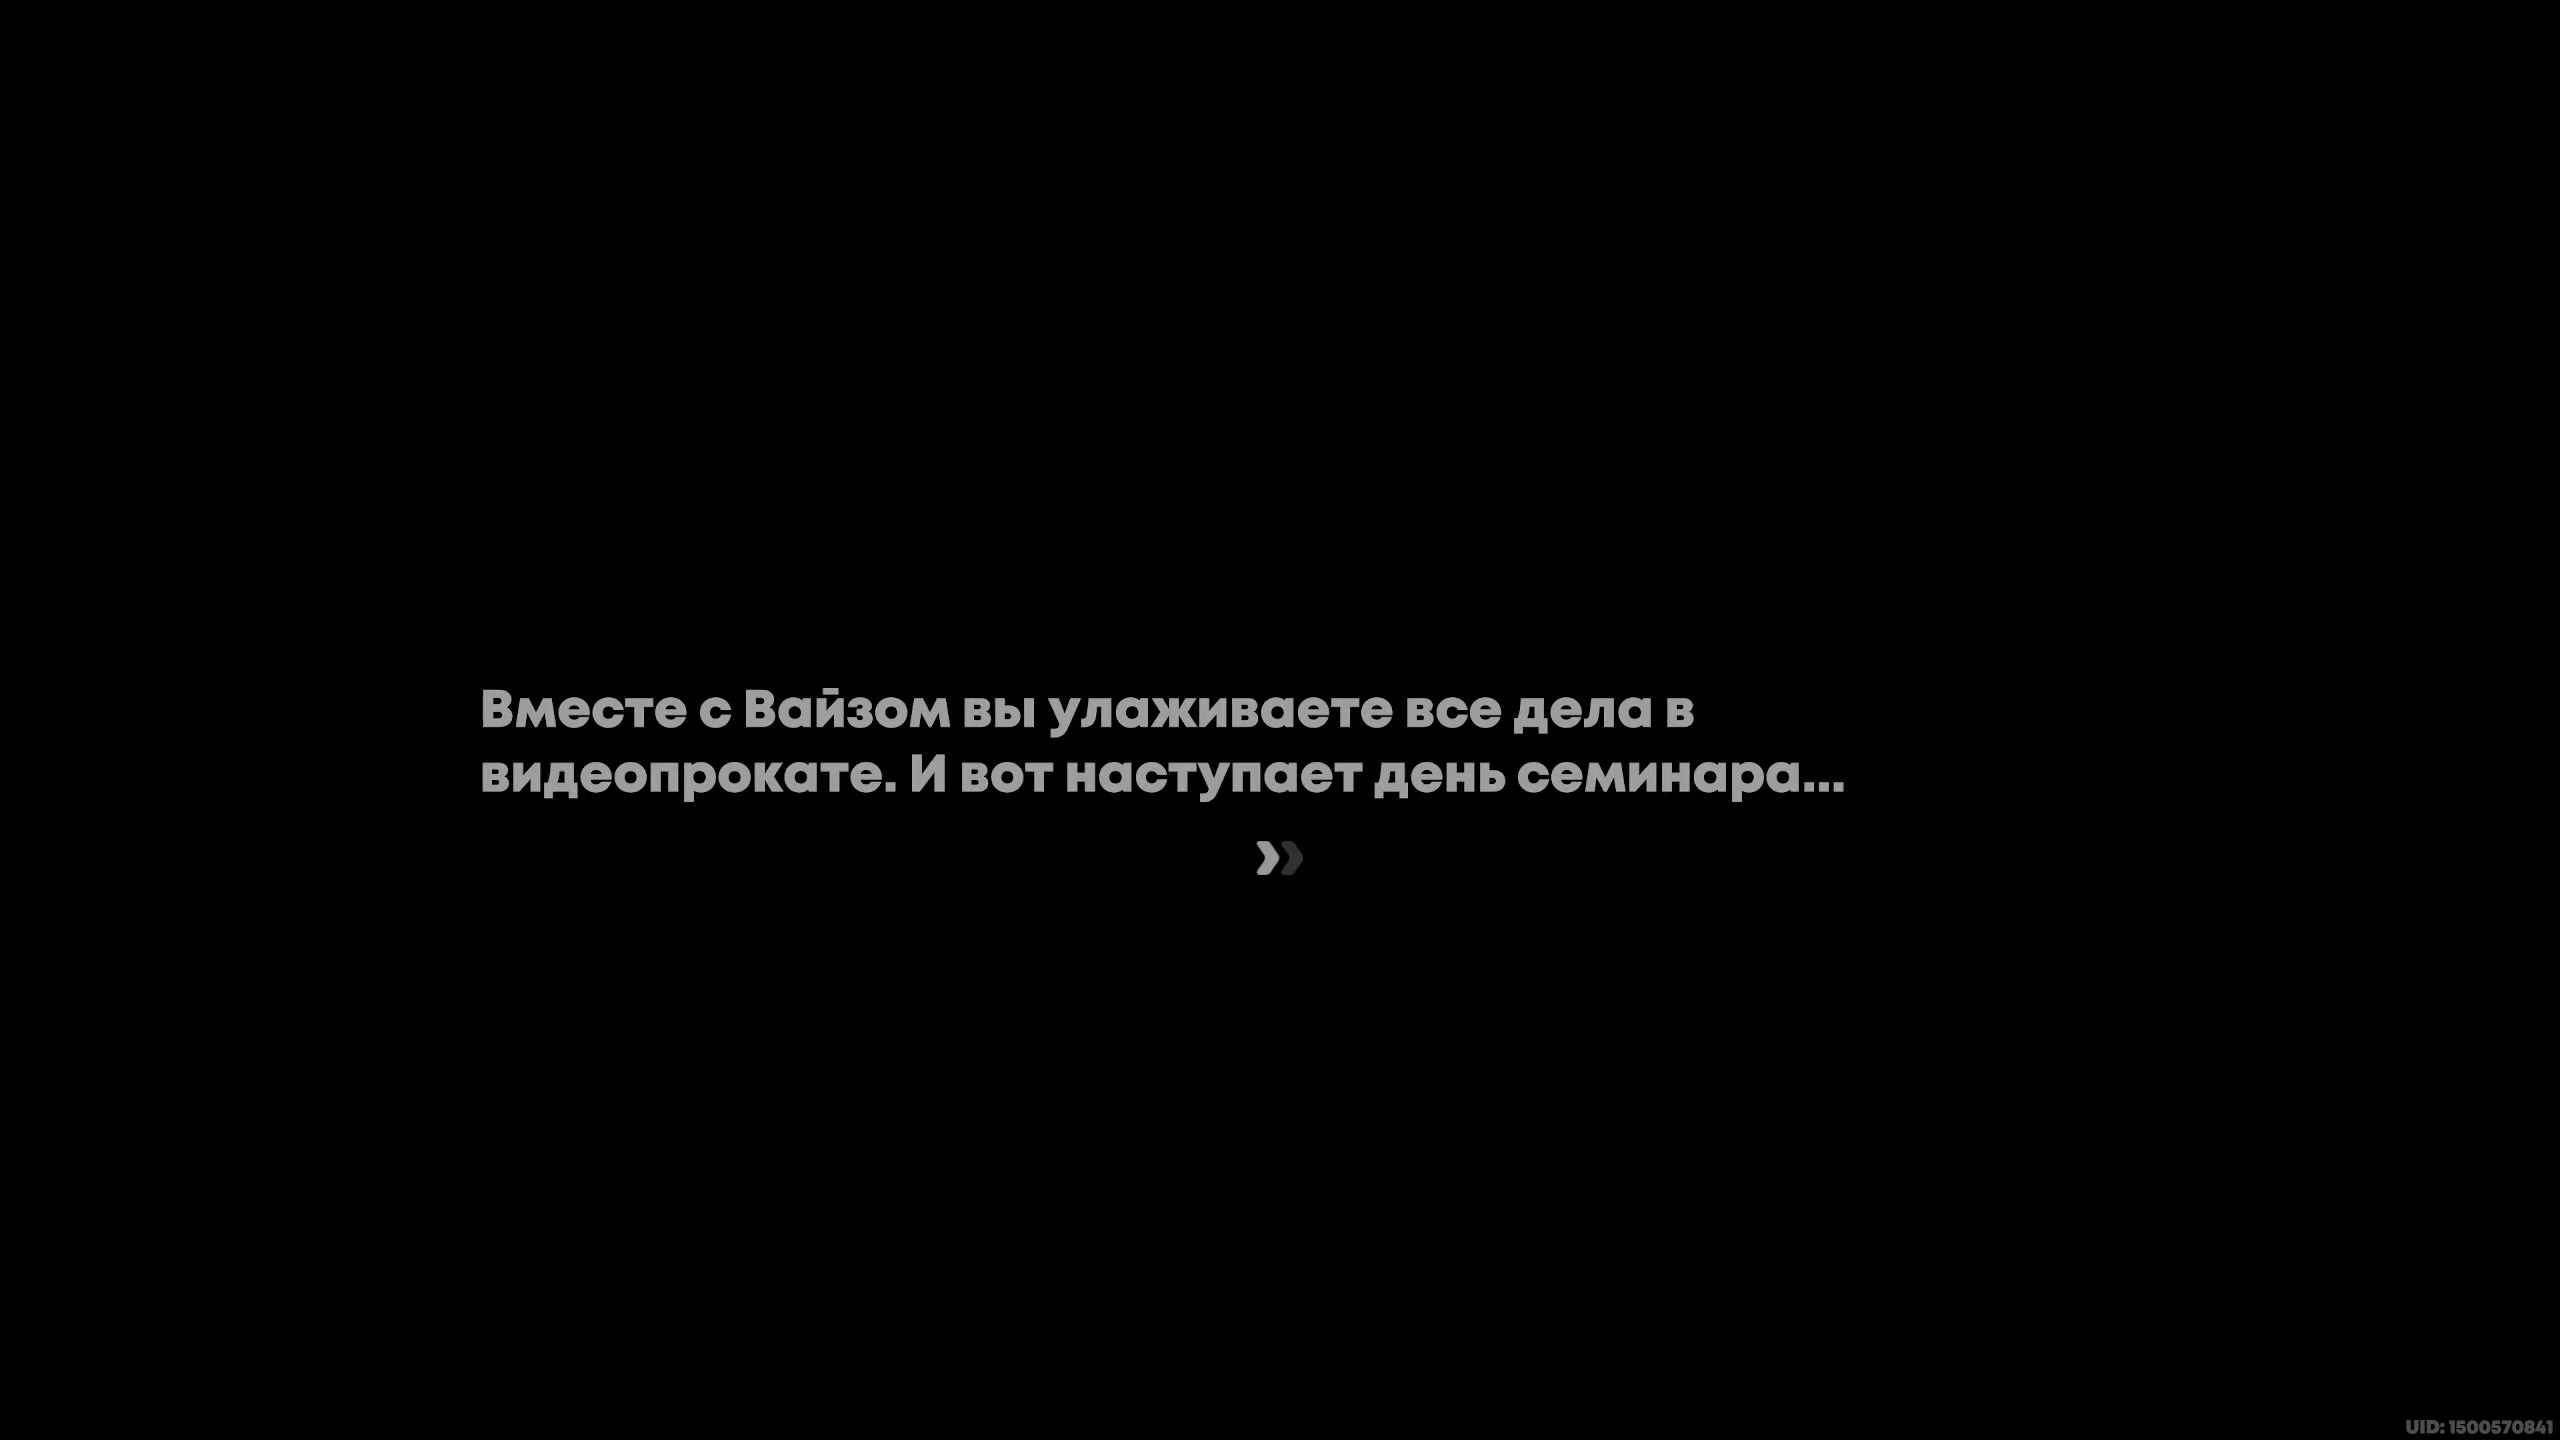 Вместе с Вайзом вы улаживаете все дела в
видеопрокате. И вот наступает день семинара...
UID: 1500570841